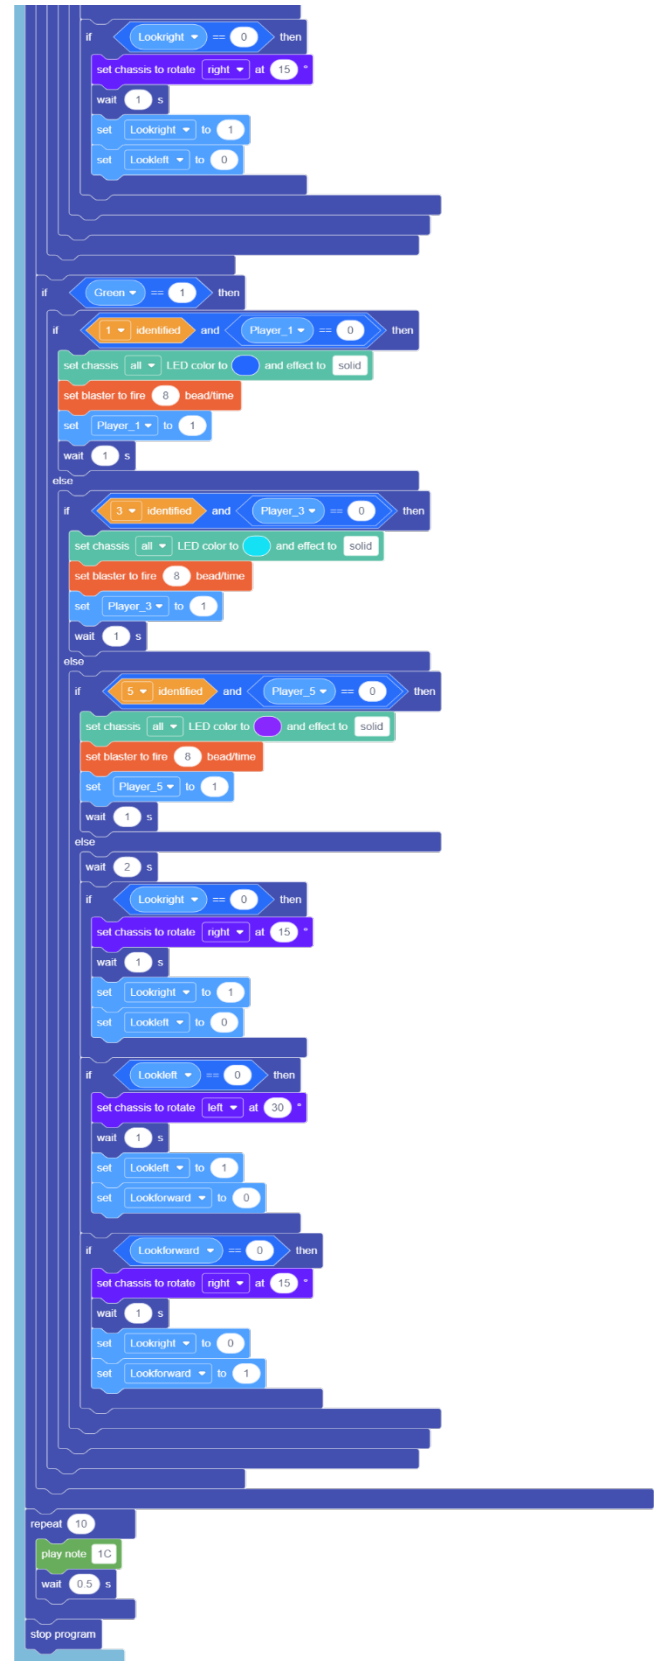 if Lookright == 0 then
set chassis to rotate right at 15 °
wait 1 s
set Lookright to 1
set Lookleft to 0
if Green == 1 then
if 1 identified and Player_1 == 0 then
set chassis all LED color to and effect to solid
set blaster to fire 8 bead/time
set Player_1 to 1
wait 1 s
else
if 3 identified and Player_3 == 0 then
set chassis all LED color to and effect to solid
set blaster to fire 8 bead/time
set Player_3 to 1
wait 1 s
else
if 5 identified and Player_5 == 0 then
set chassis all LED color to and effect to solid
set blaster to fire 8 bead/time
set Player_5 to 1
wait 1 s
else
wait 2 s
if Lookright == 0 then
set chassis to rotate right at 15 °
wait 1 s
set Lookright to 1
set Lookleft to 0
if Lookleft == 0 then
set chassis to rotate left at 30 °
wait 1 s
set Lookleft to 1
set Lookforward to 0
if Lookforward == 0 then
set chassis to rotate right at 15 °
wait 1 s
set Lookright to 0
set Lookforward to 1
repeat 10
play note 1C
wait 0.5 s
stop program